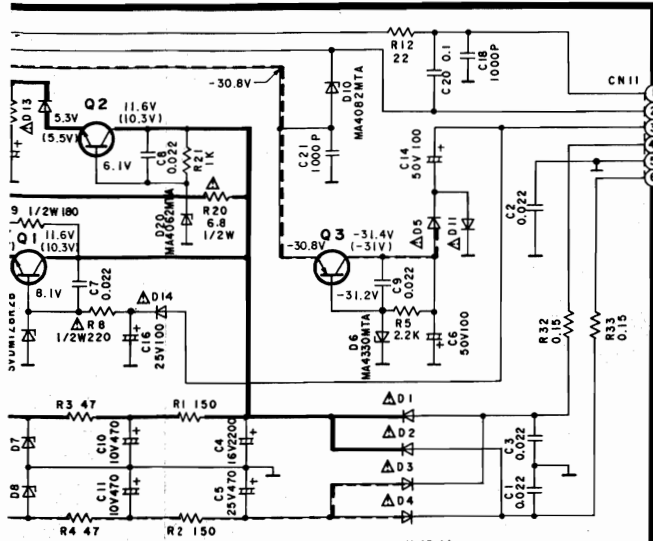 R12
22
C20 0.1
C18
1000P
CN11
-30.8V
D10
MA4082MTA
D13
5.3V
(5.5V)
Q2
11.6V
(10.3V)
6.1V
C8
0.022
R21
1K
C21
1000P
C14
50V100
D20
MA4062MTA
R20
6.8
1/2W
D5
D11
C2
0.022
9 1/2W180
Q1
11.6V
(10.3V)
8.1V
C7
0.022
-30.8V
Q3
-31.4V
(-31V)
-31.2V
C9
0.022
R8
1/2W220
D14
C16
25V100
D6
MA4330MTA
R5
2.2K
C6
50V100
R32
0.15
R33
0.15
R3 47
R1 150
D1
D2
D3
D4
D7
D8
C10
10V470
C11
10V470
C4
16V2200
C5
25V470
C3
0.022
C1
0.022
R4 47
R2 150